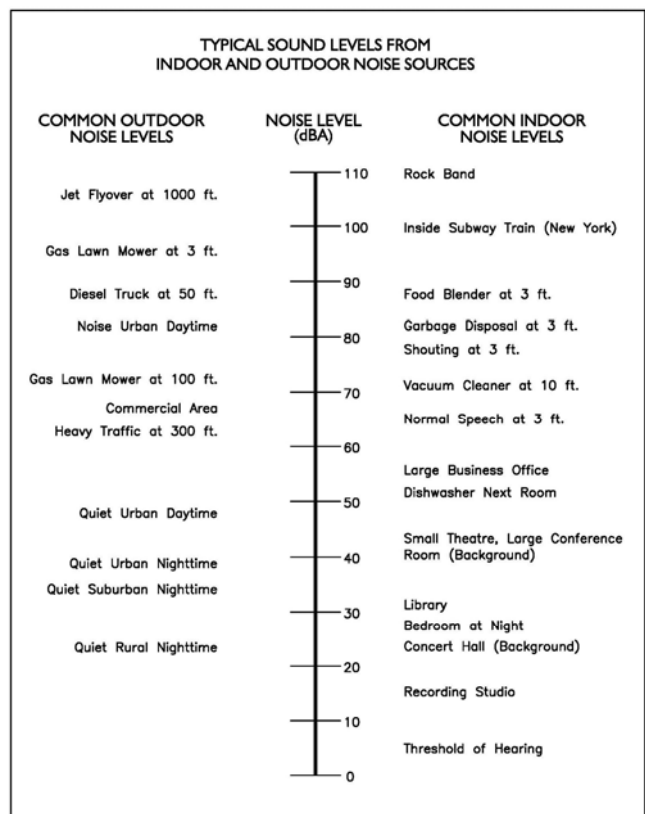 TYPICAL SOUND LEVELS FROM
INDOOR AND OUTDOOR NOISE SOURCES
COMMON OUTDOOR
NOISE LEVELS
NOISE LEVEL
(dBA)
COMMON INDOOR
NOISE LEVELS
110
Rock Band
Jet Flyover at 1000 ft.
100
Inside Subway Train (New York)
Gas Lawn Mower at 3 ft.
90
Diesel Truck at 50 ft.
Food Blender at 3 ft.
Noise Urban Daytime
Garbage Disposal at 3 ft.
80
Shouting at 3 ft.
Gas Lawn Mower at 100 ft.
Vacuum Cleaner at 10 ft.
70
Commercial Area
Normal Speech at 3 ft.
Heavy Traffic at 300 ft.
60
Large Business Office
Dishwasher Next Room
50
Quiet Urban Daytime
Small Theatre, Large Conference
Room (Background)
40
Quiet Urban Nighttime
Quiet Suburban Nighttime
30
Library
Bedroom at Night
Quiet Rural Nighttime
Concert Hall (Background)
20
Recording Studio
10
Threshold of Hearing
0